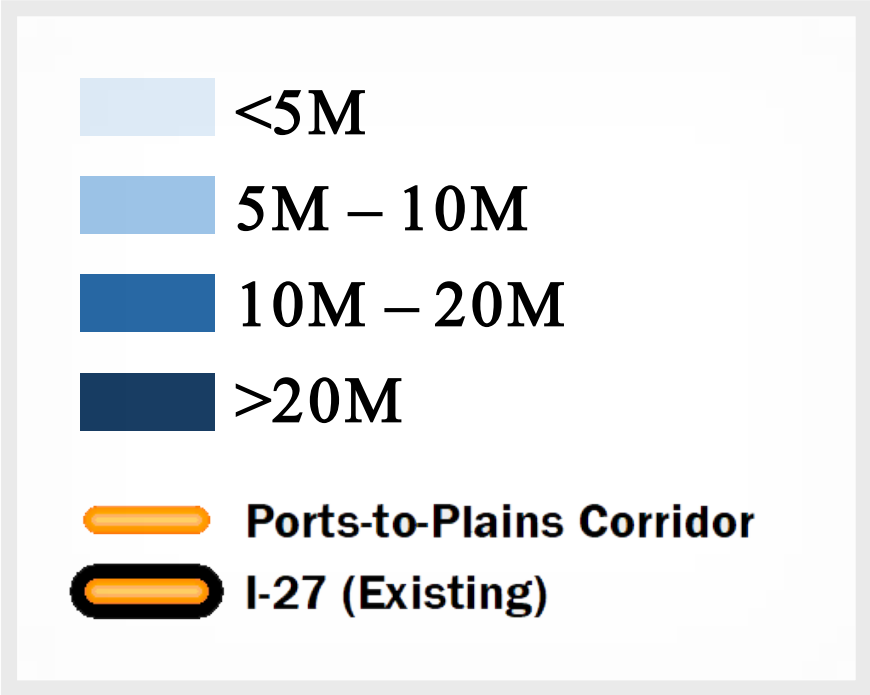 <5M
5M – 10M
10M – 20M
>20M
Ports-to-Plains Corridor
I-27 (Existing)